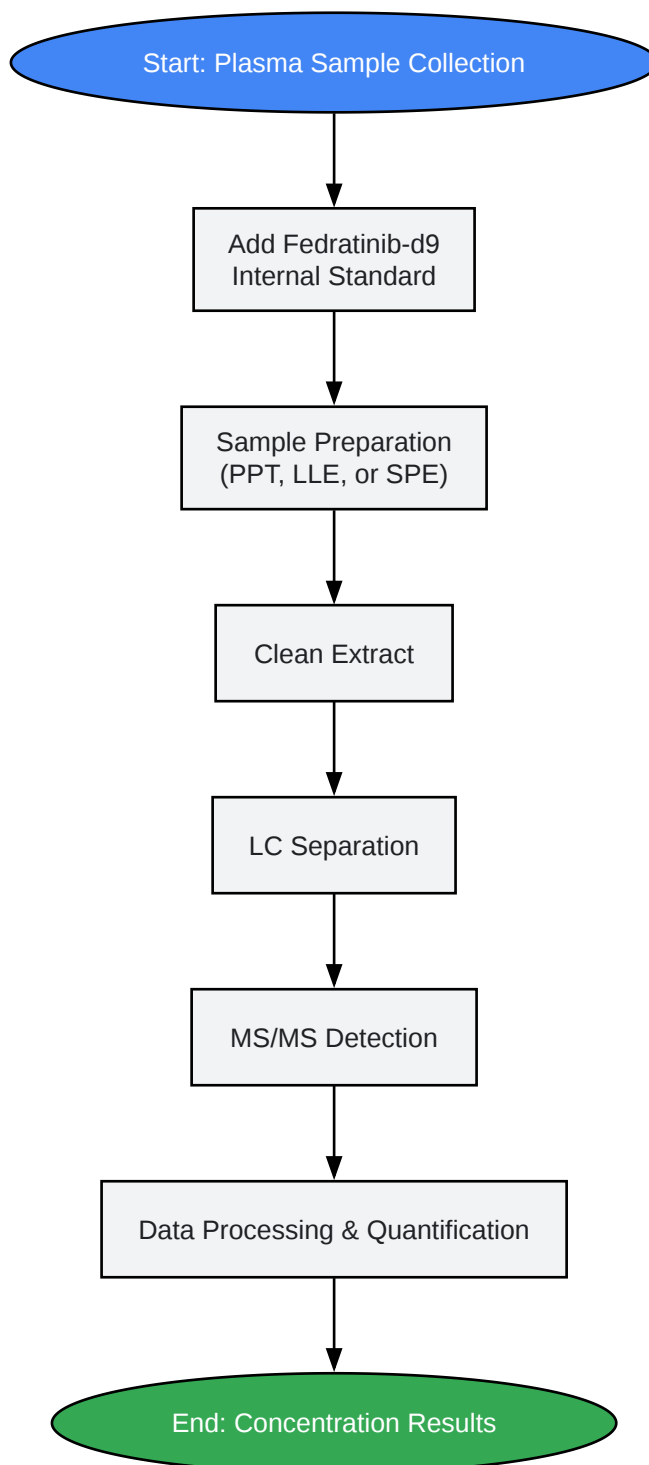 Start: Plasma Sample Collection
Add Fedratinib-d9
Internal Standard
Sample Preparation
(PPT, LLE, or SPE)
Clean Extract
LC Separation
MS/MS Detection
Data Processing & Quantification
End: Concentration Results